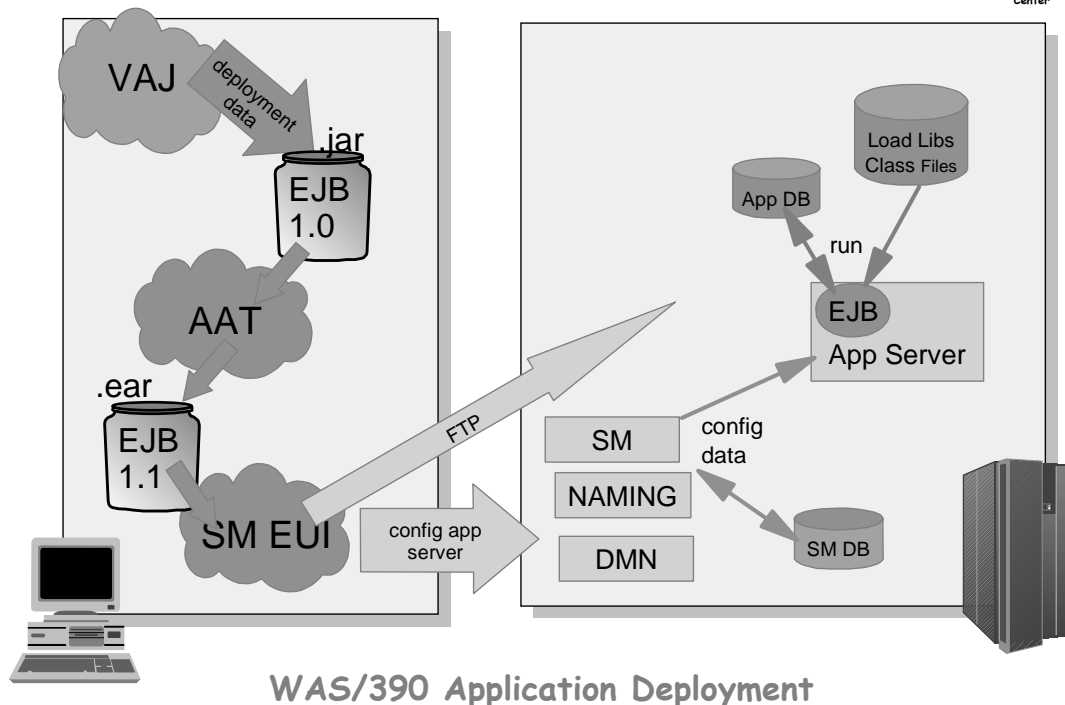 Center
VAJ
deployment
data
.jar
EJB
1.0
AAT
.ear
EJB
1.1
SM EUI
FTP
config app
server
Load Libs
Class Files
App DB
run
EJB
App Server
SM
config
data
NAMING
DMN
SM DB
WAS/390 Application Deployment